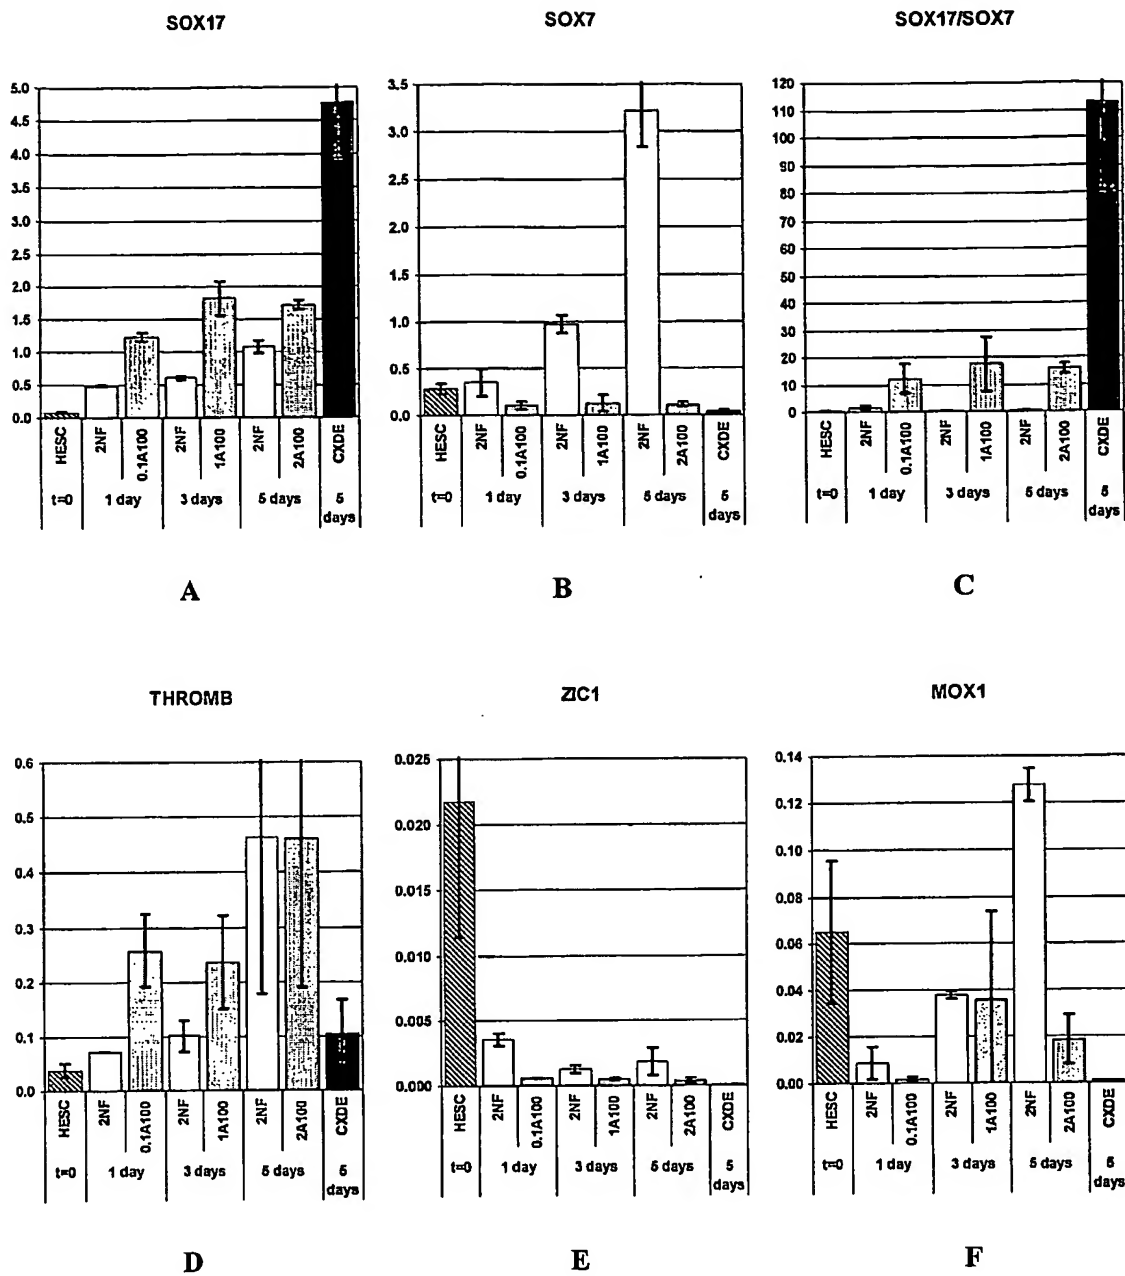 SOX17
SOX7
SOX17/SOX7
5.0
4.5
4.0
3.5
3.0
2.5
2.0
1.5
1.0
0.5
0.0
HESC
2NF
0.1A100
2NF
1A100
2NF
2A100
CXDE
t=0
1 day
3 days
5 days
5 days
A
3.5
3.0
2.5
2.0
1.5
1.0
0.5
0.0
HESC
2NF
0.1A100
2NF
1A100
2NF
2A100
CXDE
t=0
1 day
3 days
5 days
5 days
B
120
110
100
90
80
70
60
50
40
30
20
10
0
HESC
2NF
0.1A100
2NF
1A100
2NF
2A100
CXDE
t=0
1 day
3 days
5 days
5 days
C
THROMB
ZIC1
MOX1
0.6
0.5
0.4
0.3
0.2
0.1
0.0
HESC
2NF
0.1A100
2NF
1A100
2NF
2A100
CXDE
t=0
1 day
3 days
5 days
5 days
D
0.025
0.020
0.015
0.010
0.005
0.000
HESC
2NF
0.1A100
2NF
1A100
2NF
2A100
CXDE
t=0
1 day
3 days
5 days
5 days
E
0.14
0.12
0.10
0.08
0.06
0.04
0.02
0.00
HESC
2NF
0.1A100
2NF
1A100
2NF
2A100
CXDE
t=0
1 day
3 days
5 days
5 days
F